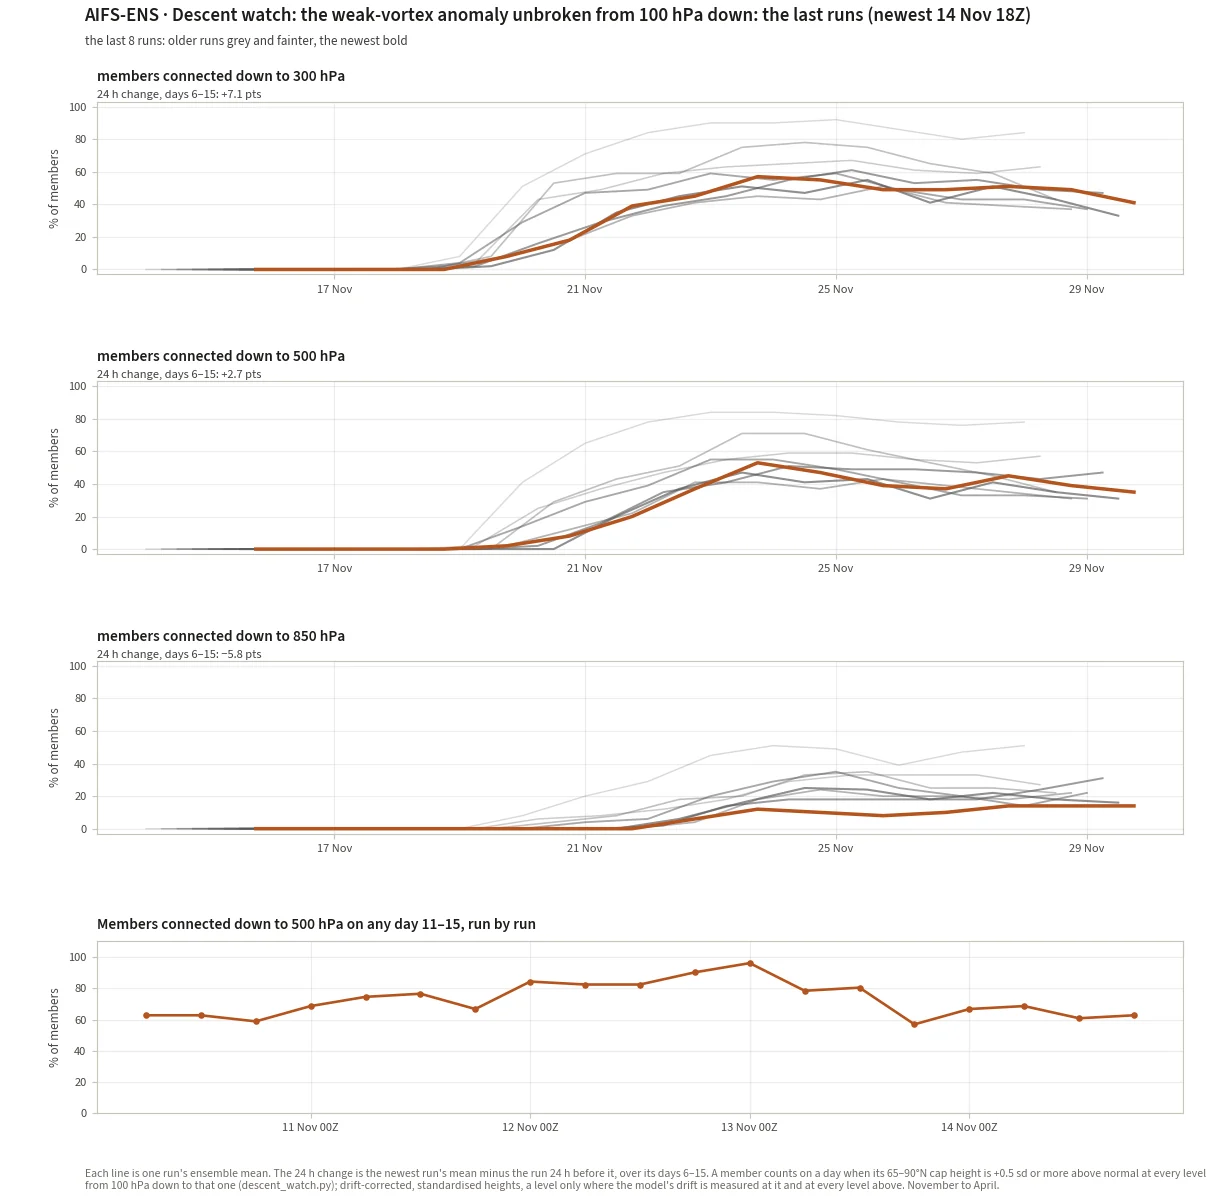 AIFS-ENS · Descent watch: the weak-vortex anomaly unbroken from 100 hPa down: the last runs (newest 14 Nov 18Z)
the last 8 runs: older runs grey and fainter, the newest bold
members connected down to 300 hPa
24 h change, days 6–15: +7.1 pts
100
80
60
40
20
0
% of members
17 Nov
21 Nov
25 Nov
29 Nov
members connected down to 500 hPa
24 h change, days 6–15: +2.7 pts
100
80
60
40
20
0
% of members
17 Nov
21 Nov
25 Nov
29 Nov
members connected down to 850 hPa
24 h change, days 6–15: −5.8 pts
100
80
60
40
20
0
% of members
17 Nov
21 Nov
25 Nov
29 Nov
Members connected down to 500 hPa on any day 11–15, run by run
100
80
60
40
20
0
% of members
11 Nov 00Z
12 Nov 00Z
13 Nov 00Z
14 Nov 00Z
Each line is one run's ensemble mean. The 24 h change is the newest run's mean minus the run 24 h before it, over its days 6–15. A member counts on a day when its 65–90°N cap height is +0.5 sd or more above normal at every level
from 100 hPa down to that one (descent_watch.py); drift-corrected, standardised heights, a level only where the model's drift is measured at it and at every level above. November to April.